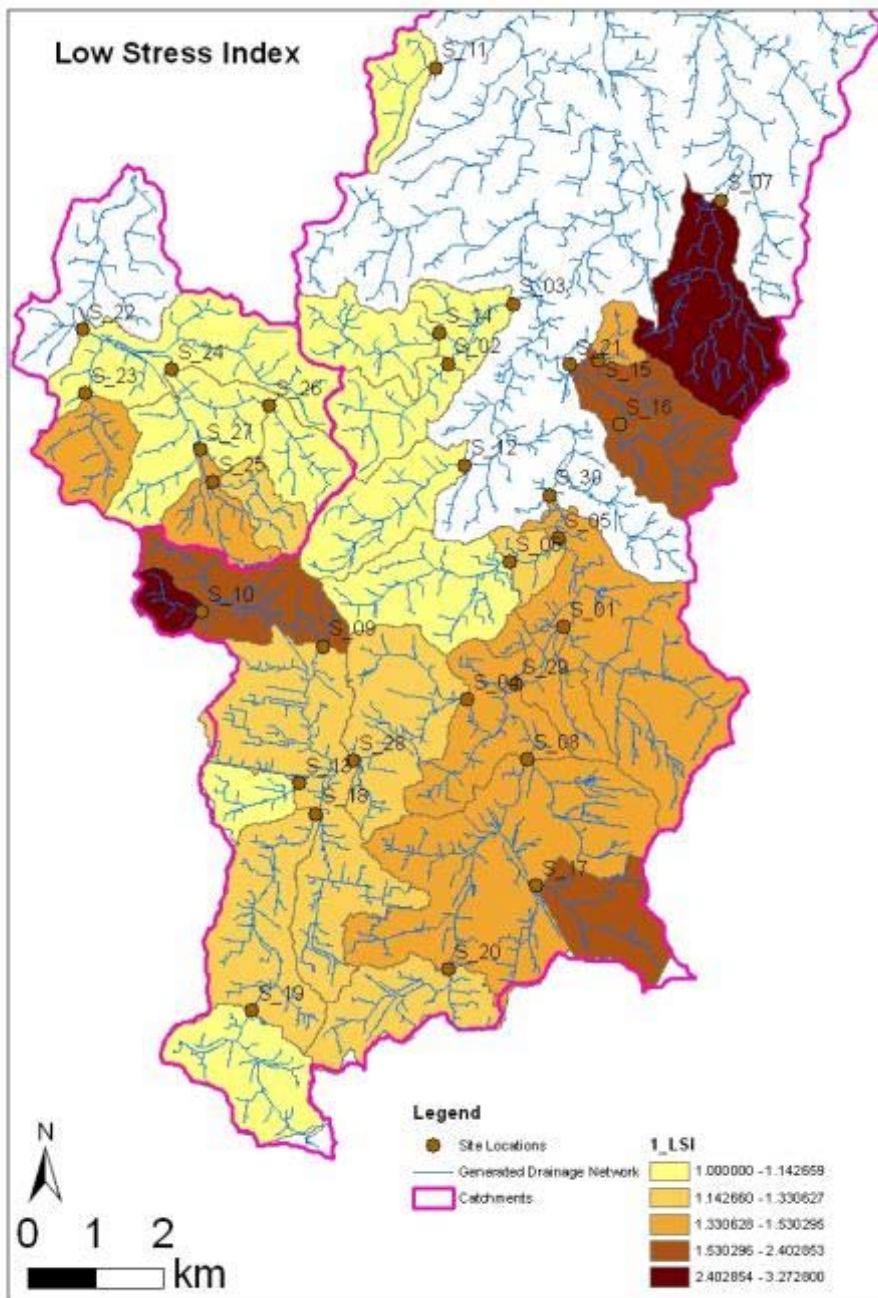 Low Stress Index
S_11
S_07
S_03
S_22
S_14
S_02
S_21
S_15
S_24
S_23
S_26
S_16
S_27
S_12
S_25
S_30
S_05
S_06
S_10
S_01
S_09
S_29
S_04
S_28
S_08
S_13
S_18
S_17
S_20
S_19
Legend
N
Site Locations
1_LSI
Generated Drainage Network
1.000000 - 1.142659
Catchments
1.142660 - 1.330627
1.330628 - 1.530295
0 1 2
1.530296 - 2.402853
km
2.402854 - 3.272800